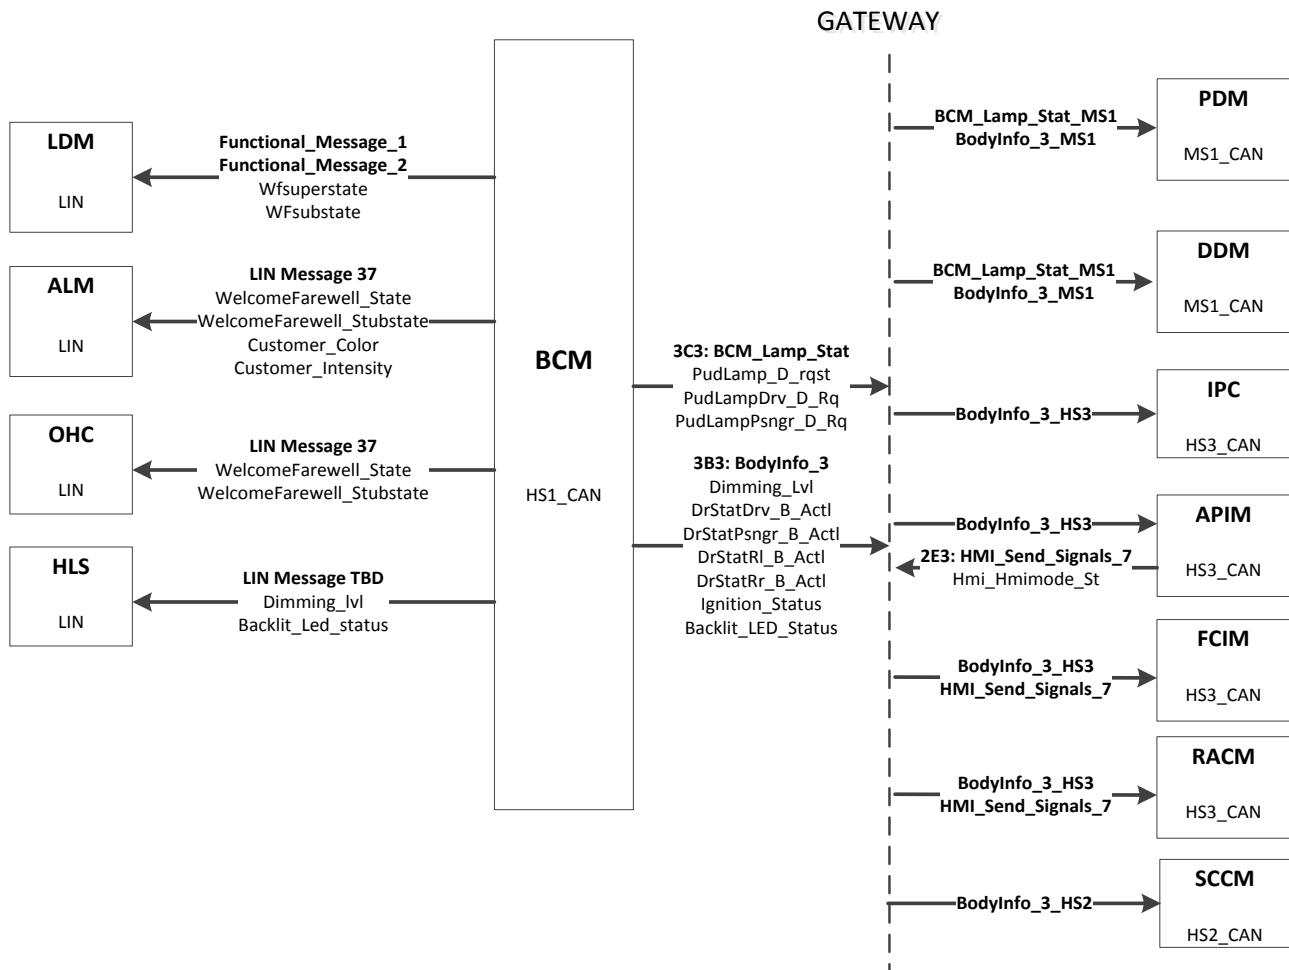 GATEWAY
LDM
LIN
Functional_Message_1
Functional_Message_2
Wfsuperstate
WFsubstate
ALM
LIN
LIN Message 37
WelcomeFarewell_State
WelcomeFarewell_Stubstate
Customer_Color
Customer_Intensity
OHC
LIN
LIN Message 37
WelcomeFarewell_State
WelcomeFarewell_Stubstate
HLS
LIN
LIN Message TBD
Dimming_lvl
Backlit_Led_status
BCM
HS1_CAN
3C3: BCM_Lamp_Stat
PudLamp_D_rqst
PudLampDrv_D_Rq
PudLampPsngr_D_Rq
3B3: BodyInfo_3
Dimming_Lvl
DrStatDrv_B_Actl
DrStatPsngr_B_Actl
DrStatRl_B_Actl
DrStatRr_B_Actl
Ignition_Status
Backlit_LED_Status
BCM_Lamp_Stat_MS1
BodyInfo_3_MS1
PDM
MS1_CAN
BCM_Lamp_Stat_MS1
BodyInfo_3_MS1
DDM
MS1_CAN
BodyInfo_3_HS3
IPC
HS3_CAN
BodyInfo_3_HS3
2E3: HMI_Send_Signals_7
Hmi_Hmimode_St
APIM
HS3_CAN
BodyInfo_3_HS3
HMI_Send_Signals_7
FCIM
HS3_CAN
BodyInfo_3_HS3
HMI_Send_Signals_7
RACM
HS3_CAN
BodyInfo_3_HS2
SCCM
HS2_CAN